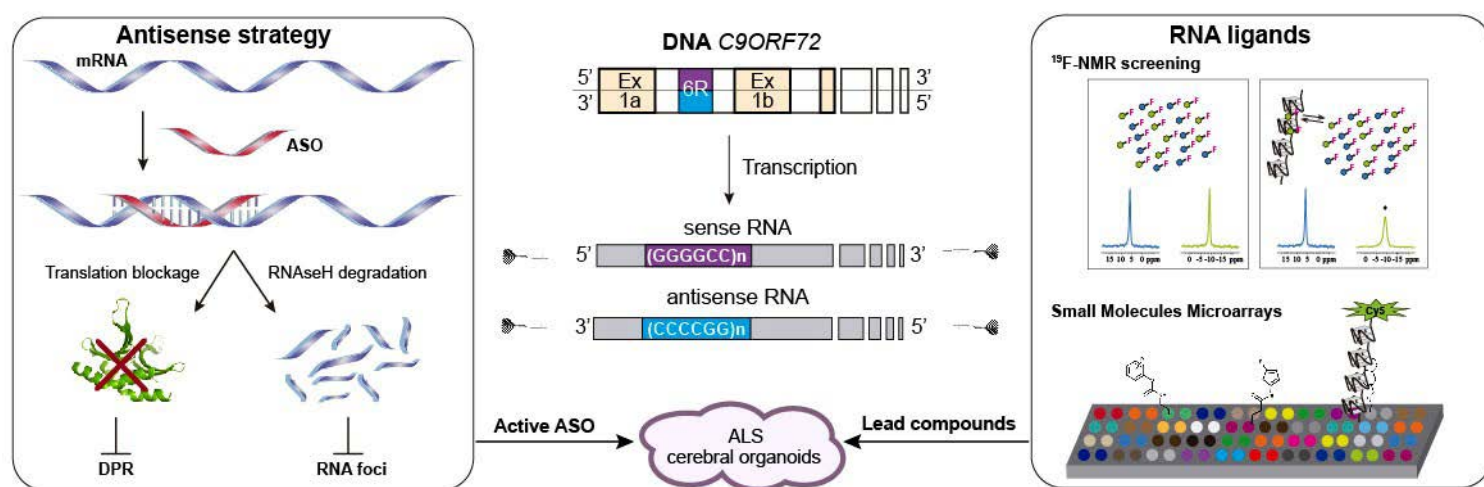 Antisense strategy
mRNA
ASO
Translation blockage
RNAseH degradation
DPR
RNA foci
DNA C9ORF72
5’ Ex 1a 6R Ex 1b 3’
3’ 5’
Transcription
sense RNA
5’ (GGGGCC)n 3’
antisense RNA
3’ (CCCCGG)n 5’
Active ASO
ALS
cerebral organoids
Lead compounds
RNA ligands
¹⁹F-NMR screening
15 10 5 0 ppm
0 -5 -10 -15 ppm
15 10 5 0 ppm
0 -5 -10 -15 ppm
Small Molecules Microarrays
Cy5